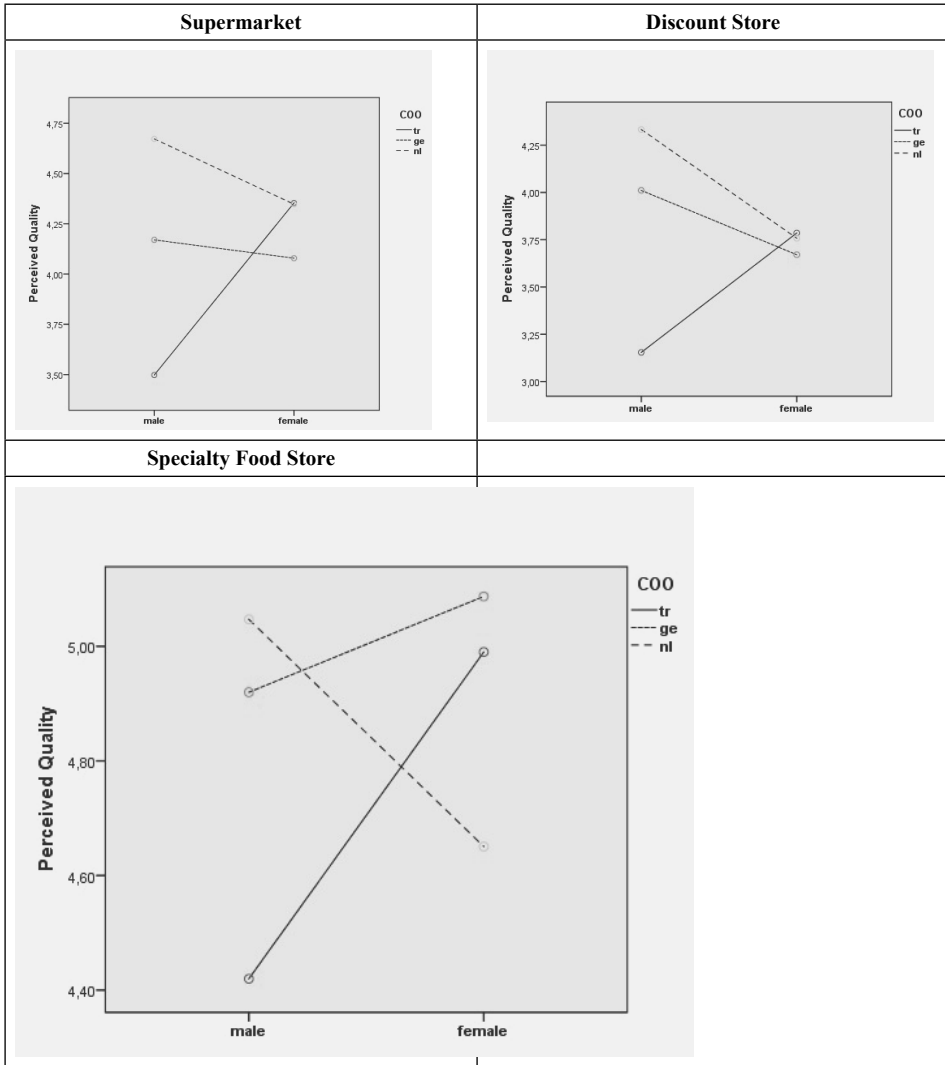 Supermarket
Discount Store
COO
tr
ge
nl
4,75
4,50
4,25
4,00
3,75
3,50
Perceived Quality
male
female
COO
tr
ge
nl
4,25
4,00
3,75
3,50
3,25
3,00
Perceived Quality
male
female
Specialty Food Store
COO
tr
ge
nl
5,00
4,80
4,60
4,40
Perceived Quality
male
female